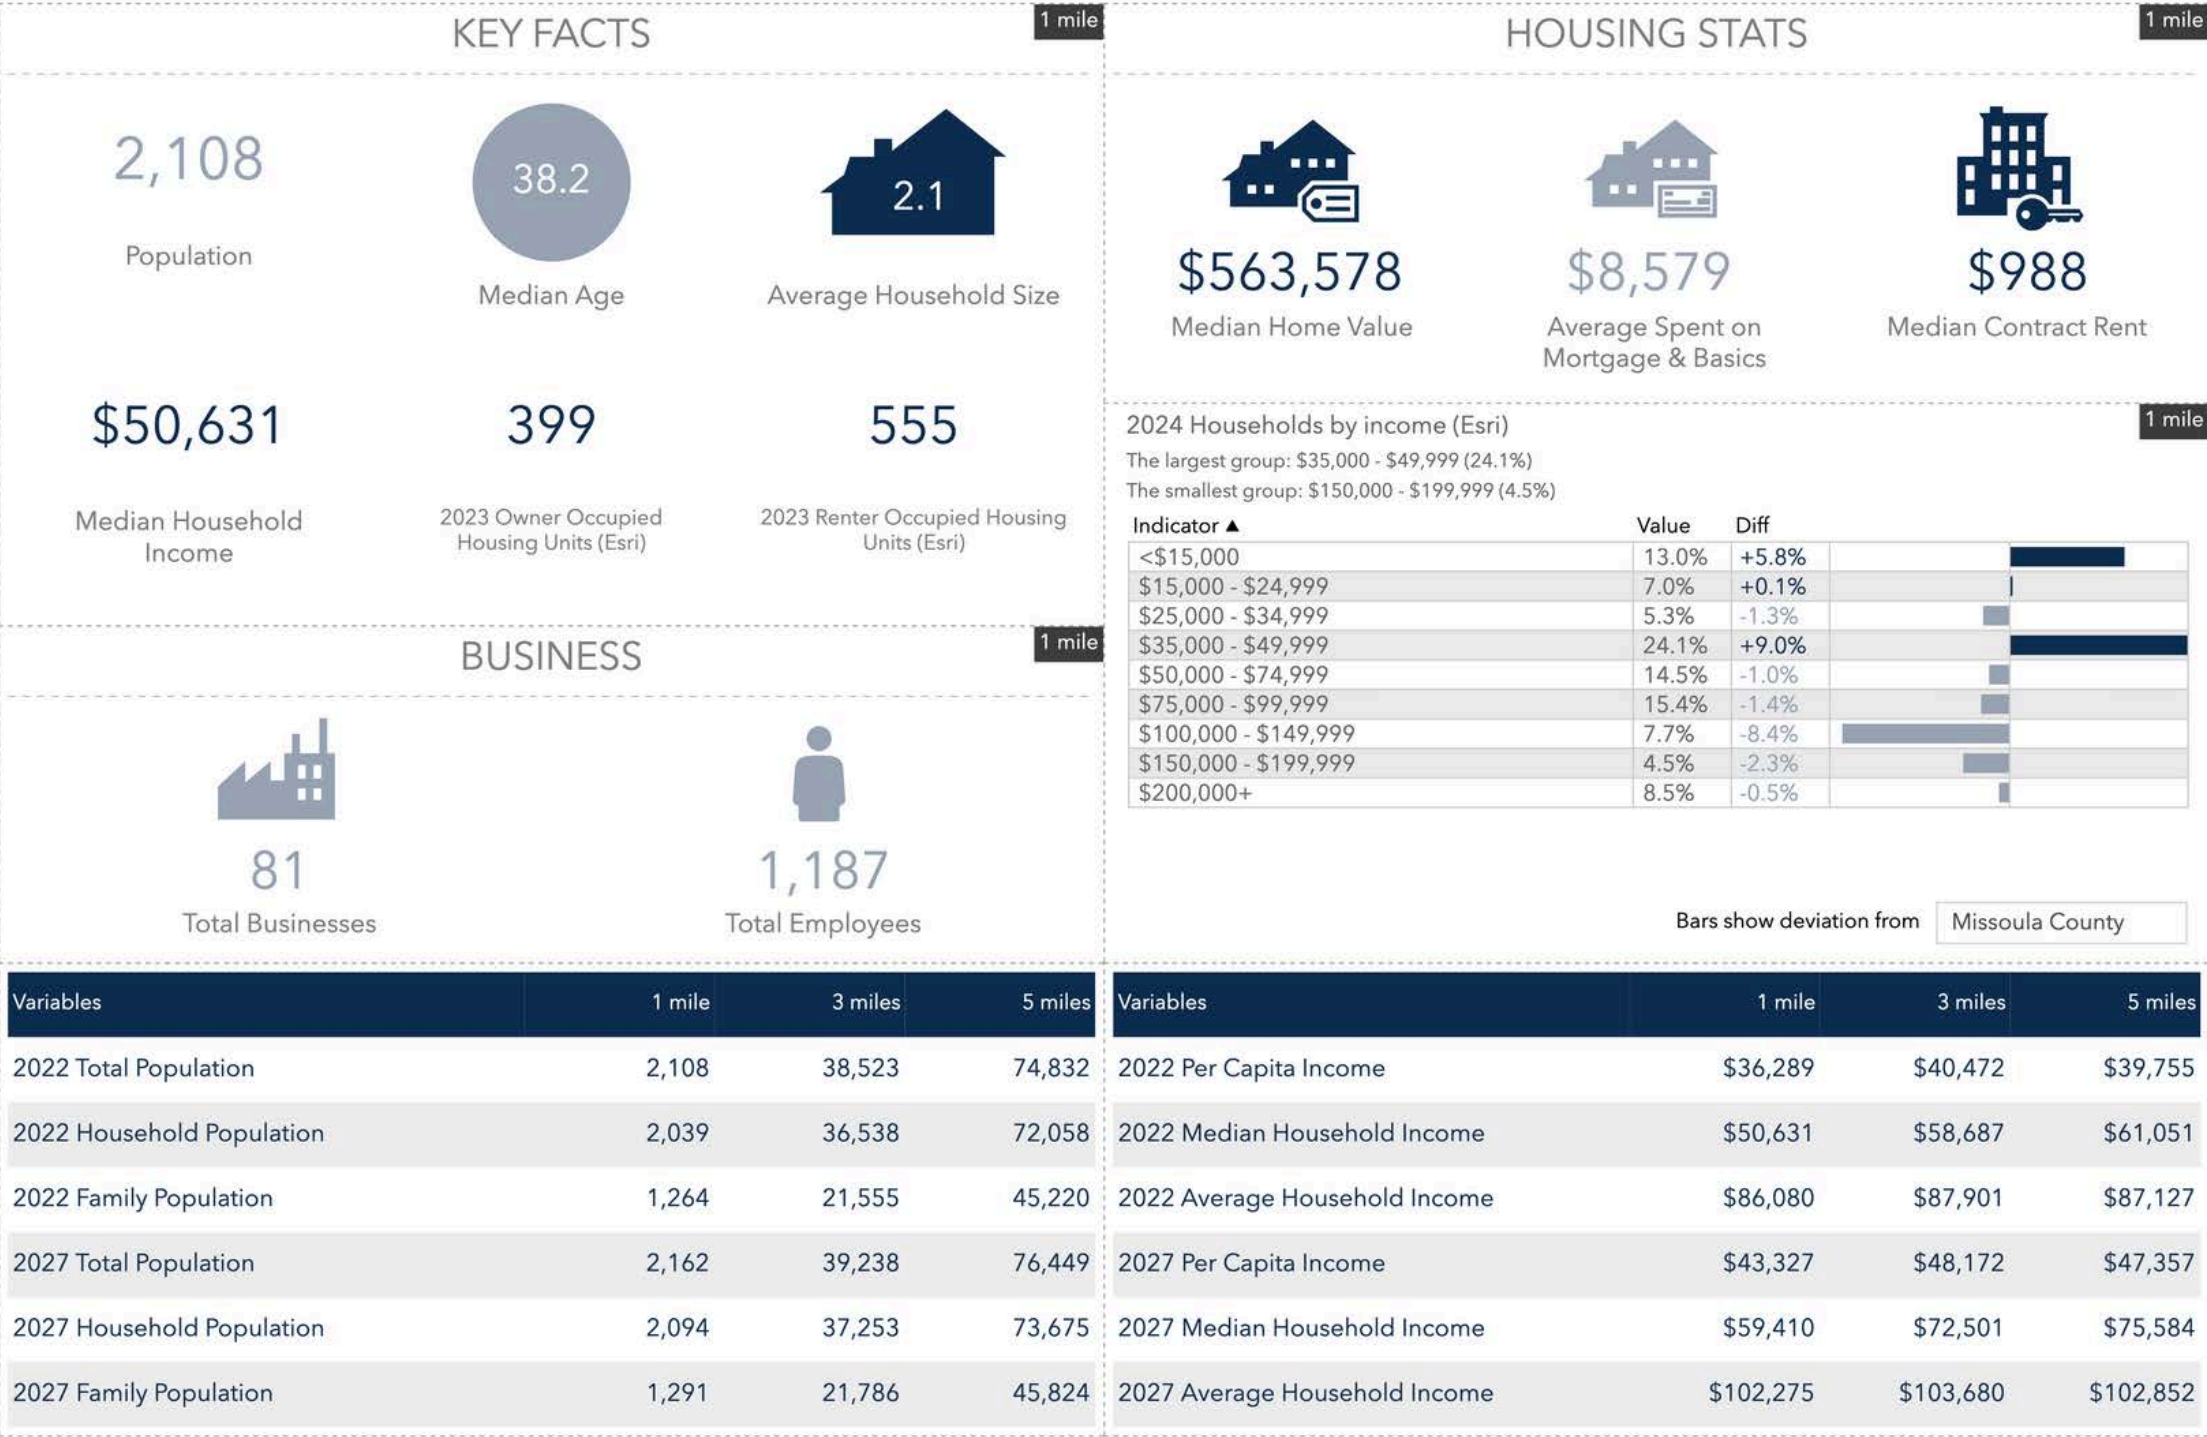 KEY FACTS
1 mile
2,108
Population
38.2
Median Age
2.1
Average Household Size
$50,631
Median Household
Income
399
2023 Owner Occupied
Housing Units (Esri)
555
2023 Renter Occupied Housing
Units (Esri)
HOUSING STATS
1 mile
$563,578
Median Home Value
$8,579
Average Spent on
Mortgage & Basics
$988
Median Contract Rent
2024 Households by income (Esri)
1 mile
The largest group: $35,000 - $49,999 (24.1%)
The smallest group: $150,000 - $199,999 (4.5%)
Indicator ▲ Value Diff
<$15,000 13.0% +5.8%
$15,000 - $24,999 7.0% +0.1%
$25,000 - $34,999 5.3% -1.3%
$35,000 - $49,999 24.1% +9.0%
$50,000 - $74,999 14.5% -1.0%
$75,000 - $99,999 15.4% -1.4%
$100,000 - $149,999 7.7% -8.4%
$150,000 - $199,999 4.5% -2.3%
$200,000+ 8.5% -0.5%
Bars show deviation from Missoula County
BUSINESS
1 mile
81
Total Businesses
1,187
Total Employees
Variables 1 mile 3 miles 5 miles
2022 Total Population 2,108 38,523 74,832
2022 Household Population 2,039 36,538 72,058
2022 Family Population 1,264 21,555 45,220
2027 Total Population 2,162 39,238 76,449
2027 Household Population 2,094 37,253 73,675
2027 Family Population 1,291 21,786 45,824
Variables 1 mile 3 miles 5 miles
2022 Per Capita Income $36,289 $40,472 $39,755
2022 Median Household Income $50,631 $58,687 $61,051
2022 Average Household Income $86,080 $87,901 $87,127
2027 Per Capita Income $43,327 $48,172 $47,357
2027 Median Household Income $59,410 $72,501 $75,584
2027 Average Household Income $102,275 $103,680 $102,852